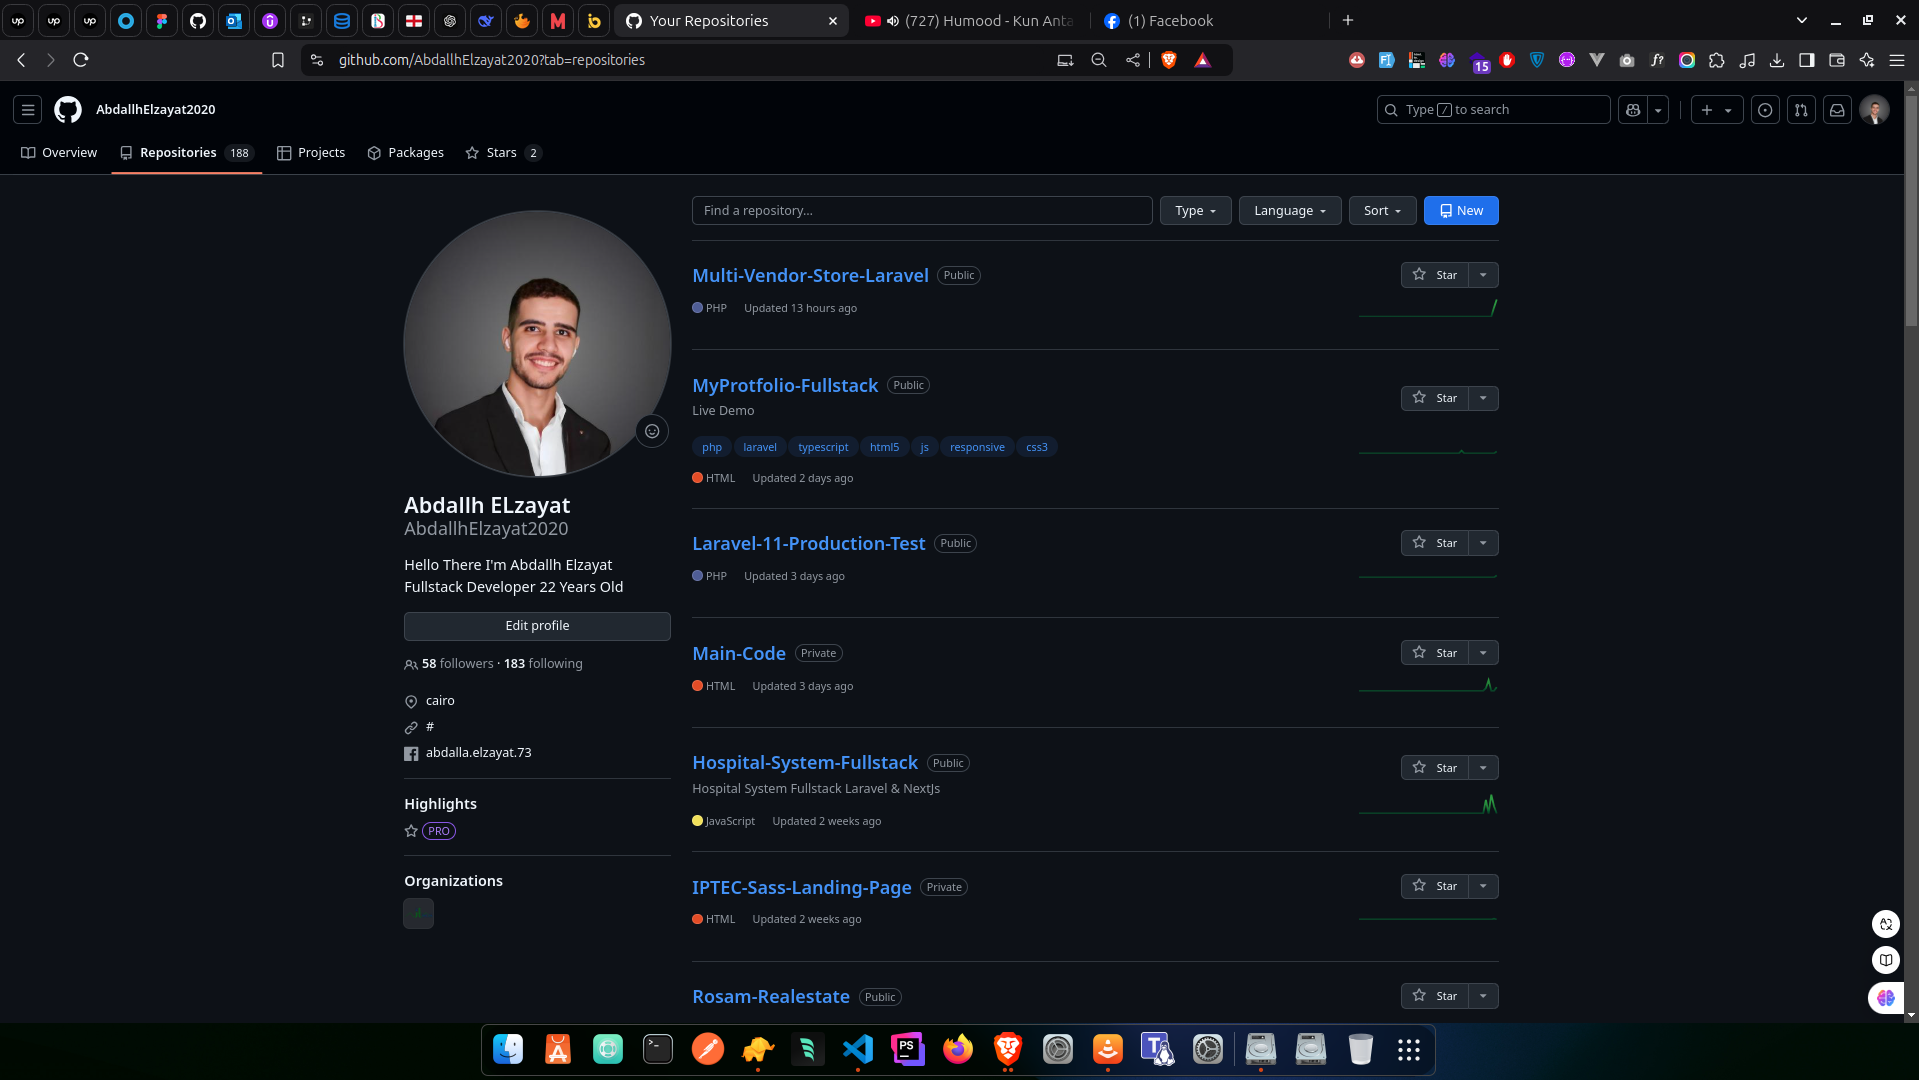 Your Repositories
(727) Humood - Kun Anta
(1) Facebook
github.com/AbdallhElzayat2020?tab=repositories
15
AbdallhElzayat2020
Type / to search
Overview
Repositories 188
Projects
Packages
Stars 2
Find a repository...
Type
Language
Sort
New
Multi-Vendor-Store-Laravel Public
Star
PHP Updated 13 hours ago
MyProtfolio-Fullstack Public
Star
Live Demo
php laravel typescript html5 js responsive css3
HTML Updated 2 days ago
Abdallh ELzayat
AbdallhElzayat2020
Hello There I'm Abdallh Elzayat
Fullstack Developer 22 Years Old
Edit profile
58 followers · 183 following
cairo
#
abdalla.elzayat.73
Highlights
PRO
Organizations
Laravel-11-Production-Test Public
Star
PHP Updated 3 days ago
Main-Code Private
Star
HTML Updated 3 days ago
Hospital-System-Fullstack Public
Star
Hospital System Fullstack Laravel & NextJs
JavaScript Updated 2 weeks ago
IPTEC-Sass-Landing-Page Private
Star
HTML Updated 2 weeks ago
Rosam-Realestate Public
Star
PS
T